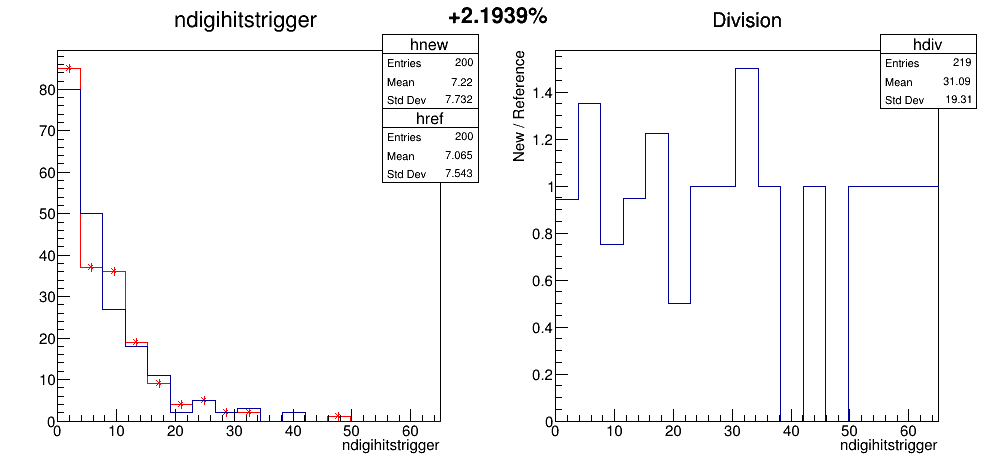 ndigihitstrigger
+2.1939%
Division
hnew
Entries 200
Mean 7.22
Std Dev 7.732
href
Entries 200
Mean 7.065
Std Dev 7.543
80
70
60
50
40
30
20
10
0
0 10 20 30 40 50 60
ndigihitstrigger
hdiv
Entries 219
Mean 31.09
Std Dev 19.31
New / Reference
1.4
1.2
1
0.8
0.6
0.4
0.2
0
0 10 20 30 40 50 60
ndigihitstrigger